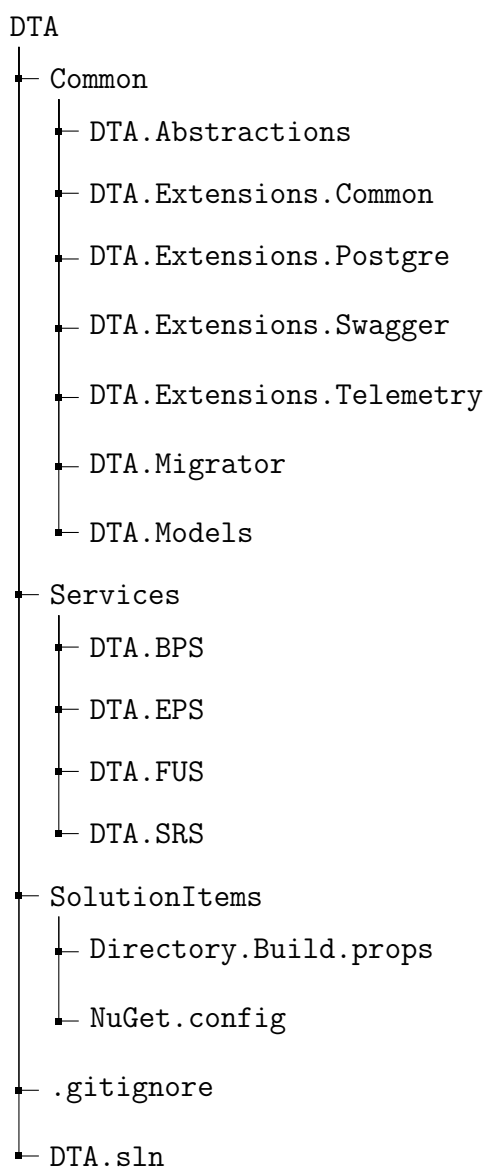 DTA
Common
DTA.Abstractions
DTA.Extensions.Common
DTA.Extensions.Postgre
DTA.Extensions.Swagger
DTA.Extensions.Telemetry
DTA.Migrator
DTA.Models
Services
DTA.BPS
DTA.EPS
DTA.FUS
DTA.SRS
SolutionItems
Directory.Build.props
NuGet.config
.gitignore
DTA.sln